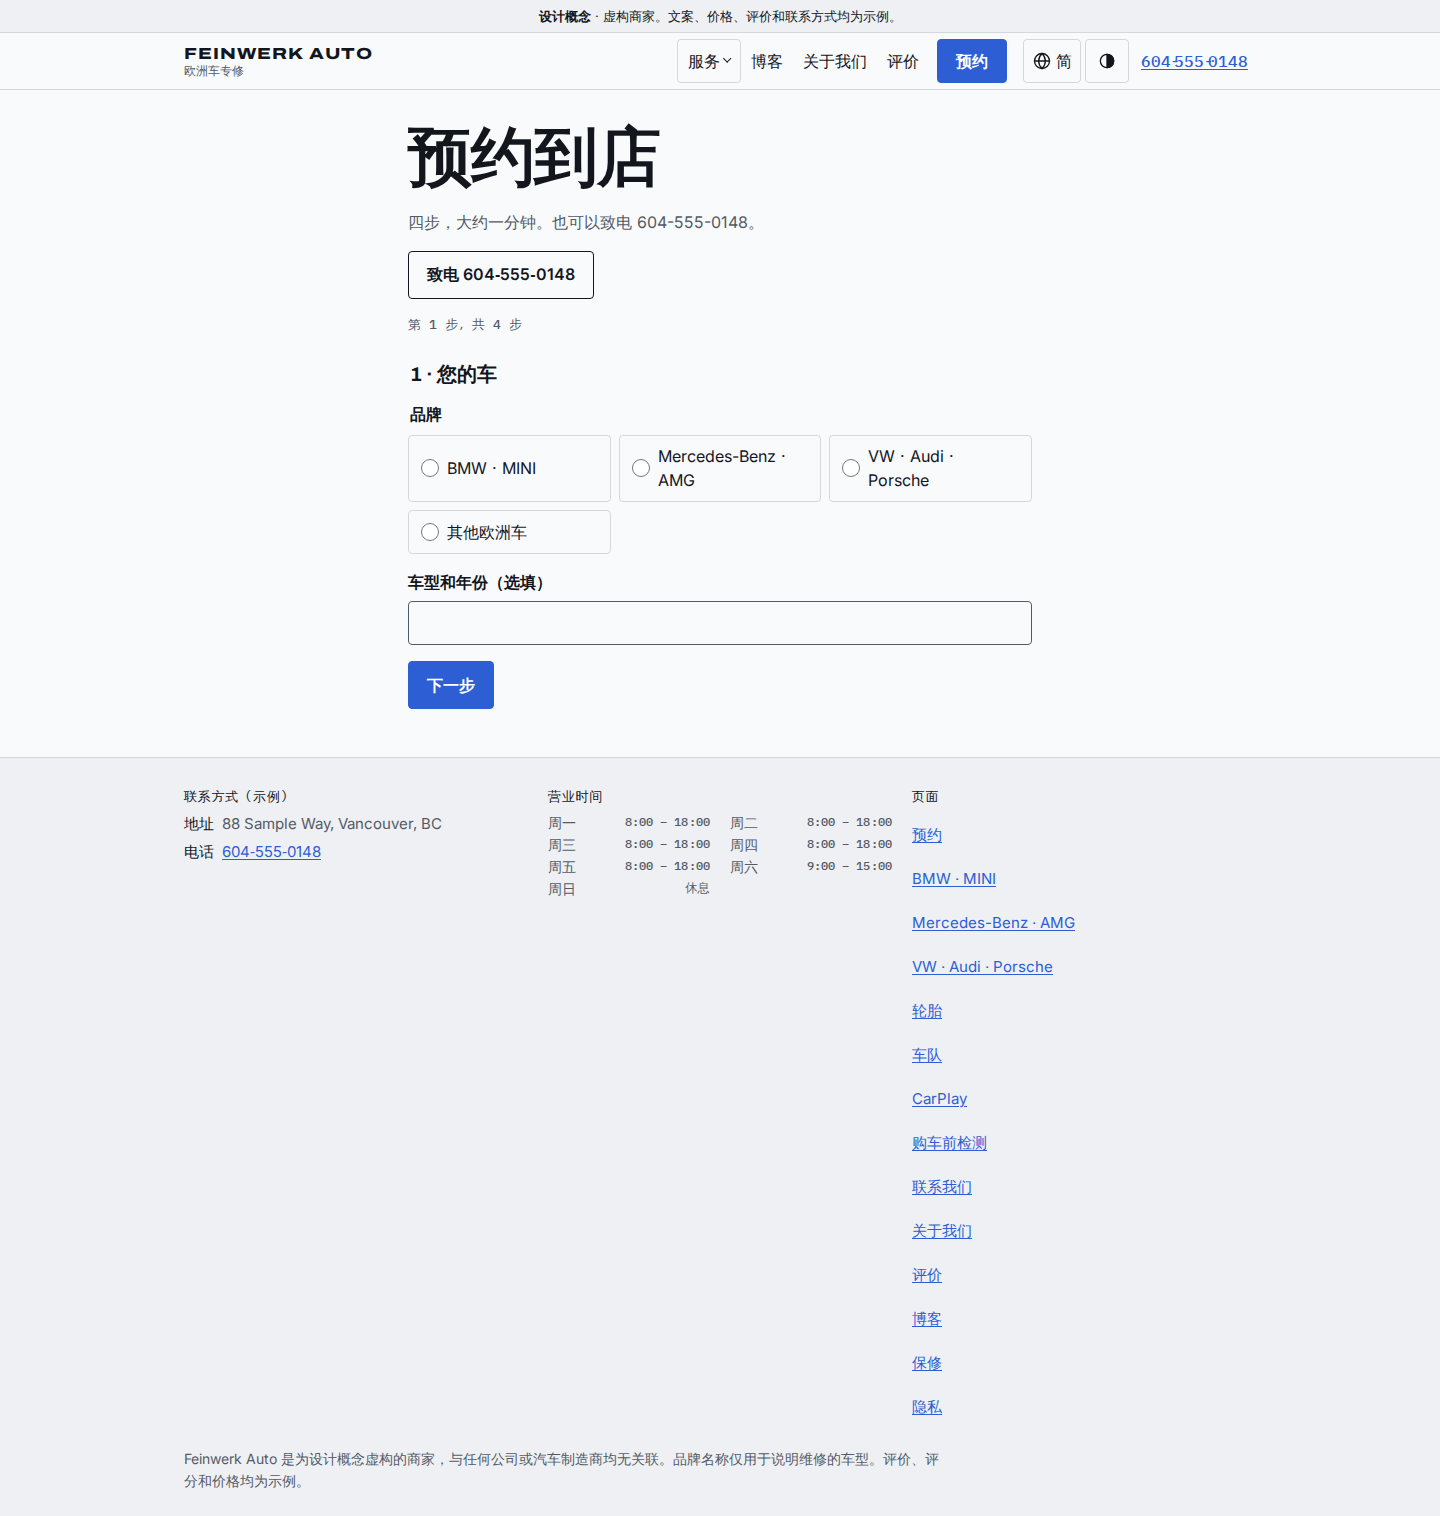 设计概念 · 虚构商家。文案、价格、评价和联系方式均为示例。
FEINWERK AUTO
欧洲车专修
服务 博客 关于我们 评价 预约 简 604-555-0148
预约到店
四步，大约一分钟。也可以致电 604-555-0148。
致电 604-555-0148
第 1 步，共 4 步
1 · 您的车
品牌
BMW · MINI
Mercedes-Benz · AMG
VW · Audi · Porsche
其他欧洲车
车型和年份（选填）
下一步
联系方式（示例）
地址 88 Sample Way, Vancouver, BC
电话 604-555-0148
营业时间
周一 8:00 – 18:00 周二 8:00 – 18:00
周三 8:00 – 18:00 周四 8:00 – 18:00
周五 8:00 – 18:00 周六 9:00 – 15:00
周日 休息
页面
预约
BMW · MINI
Mercedes-Benz · AMG
VW · Audi · Porsche
轮胎
车队
CarPlay
购车前检测
联系我们
关于我们
评价
博客
保修
隐私
Feinwerk Auto 是为设计概念虚构的商家，与任何公司或汽车制造商均无关联。品牌名称仅用于说明维修的车型。评价、评
分和价格均为示例。